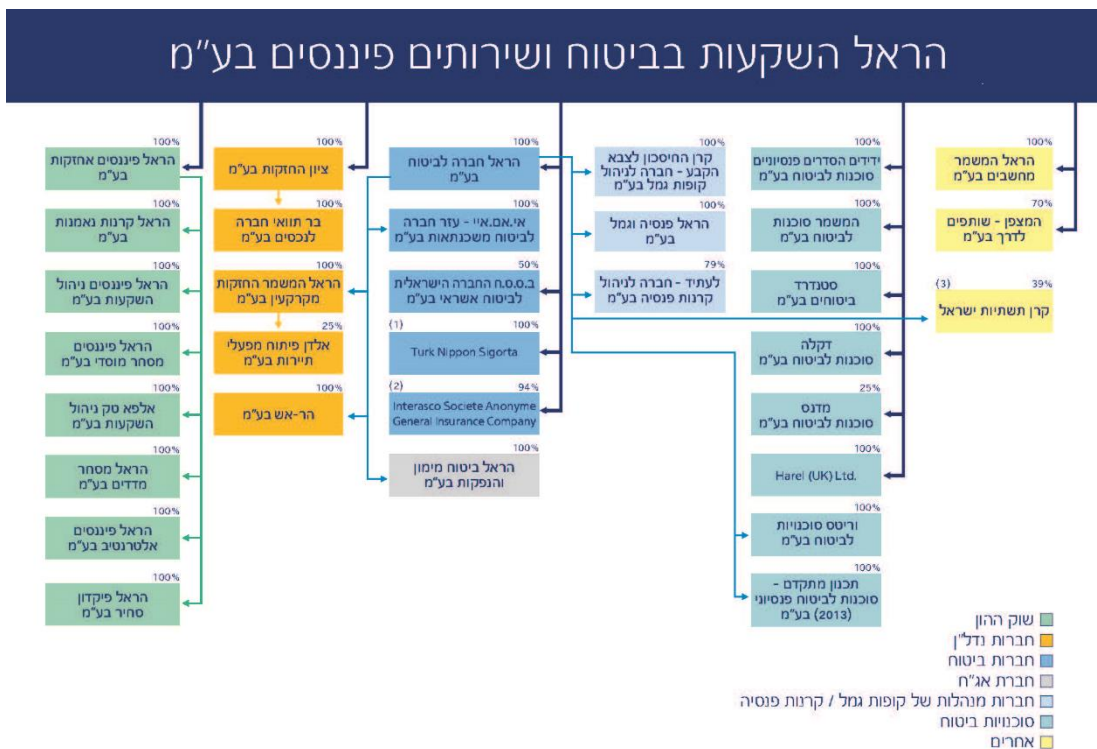 הראל השקעות בביטוח ושירותים פיננסים בע"מ
100%
הראל המשמר
מחשבים בע"מ
70%
המצפן - שותפים
לדרך בע"מ
(3) 39%
קרן תשתיות ישראל
100%
ידידים הסדרים פנסיוניים
סוכנות לביטוח בע"מ
100%
המשמר סוכנות
לביטוח בע"מ
100%
סטנדרד
ביטוחים בע"מ
100%
דקלה
סוכנות לביטוח בע"מ
25%
מדנס
סוכנות לביטוח בע"מ
100%
Harel (UK) Ltd.
100%
וריטס סוכנויות
לביטוח בע"מ
100%
תכנון מתקדם -
סוכנות לביטוח פנסיוני
(2013) בע"מ
100%
קרן החיסכון לצבא
הקבע - חברה לניהול
קופות גמל בע"מ
100%
הראל פנסיה וגמל
בע"מ
79%
לעתיד - חברה לניהול
קרנות פנסיה בע"מ
100%
הראל חברה לביטוח
בע"מ
100%
אי.אם.איי - עזר חברה
לביטוח משכנתאות בע"מ
50%
ב.ס.ס.ח החברה הישראלית
לביטוח אשראי בע"מ
(1) 100%
Turk Nippon Sigorta
(2) 94%
Interasco Societe Anonyme
General Insurance Company
100%
הראל ביטוח מימון
והנפקות בע"מ
100%
ציון החזקות בע"מ
100%
בר תוואי חברה
לנכסים בע"מ
100%
הראל המשמר החזקות
מקרקעין בע"מ
25%
אלדן פיתוח מפעלי
תיירות בע"מ
100%
הר-אש בע"מ
100%
הראל פיננסים אחזקות
בע"מ
100%
הראל קרנות נאמנות
בע"מ
100%
הראל פיננסים ניהול
השקעות בע"מ
100%
הראל פיננסים
מסחר מוסדי בע"מ
100%
אלפא טק ניהול
השקעות בע"מ
100%
הראל מסחר
מדדים בע"מ
100%
הראל פיננסים
אלטרנטיב בע"מ
100%
הראל פיקדון
סחיר בע"מ
שוק ההון
חברות נדל"ן
חברות ביטוח
חברת אג"ח
חברות מנהלות של קופות גמל / קרנות פנסיה
סוכנויות ביטוח
אחרים